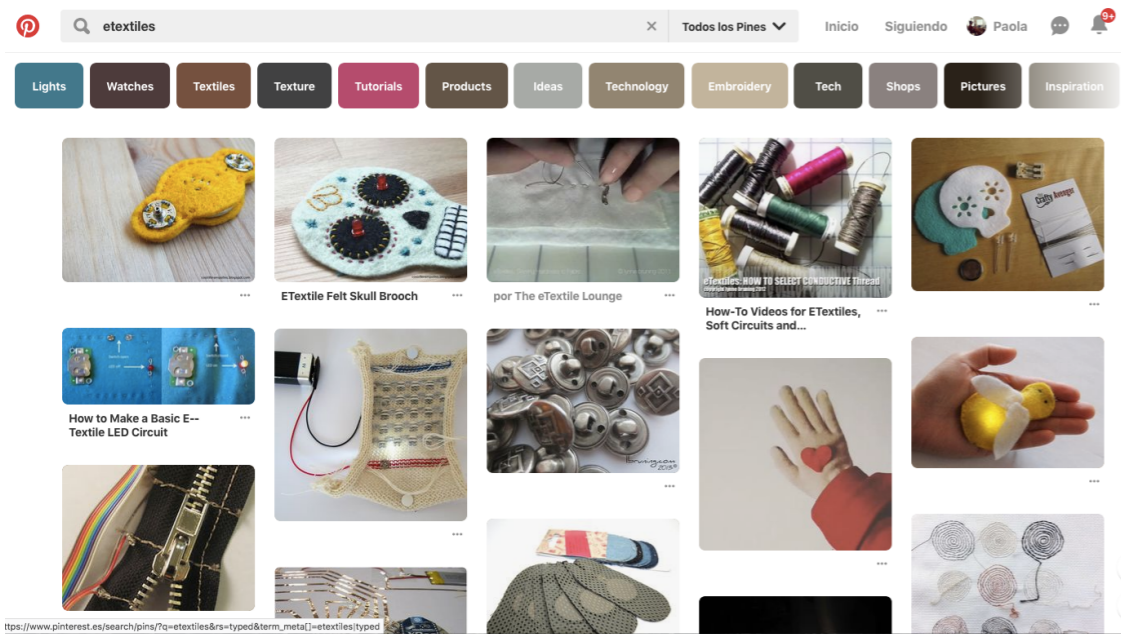 etextiles
Todos los Pines
Inicio
Siguiendo
Paola
9+
Lights
Watches
Textiles
Texture
Tutorials
Products
Ideas
Technology
Embroidery
Tech
Shops
Pictures
Inspiration
eTextiles: HOW TO SELECT CONDUCTIVE Thread
Crafty
Avenger
ETextile Felt Skull Brooch
por The eTextile Lounge
How-To Videos for ETextiles,
Soft Circuits and...
How to Make a Basic E--
Textile LED Circuit
ttps://www.pinterest.es/search/pins/?q=etextiles&rs=typed&term_meta[]=etextiles|typed